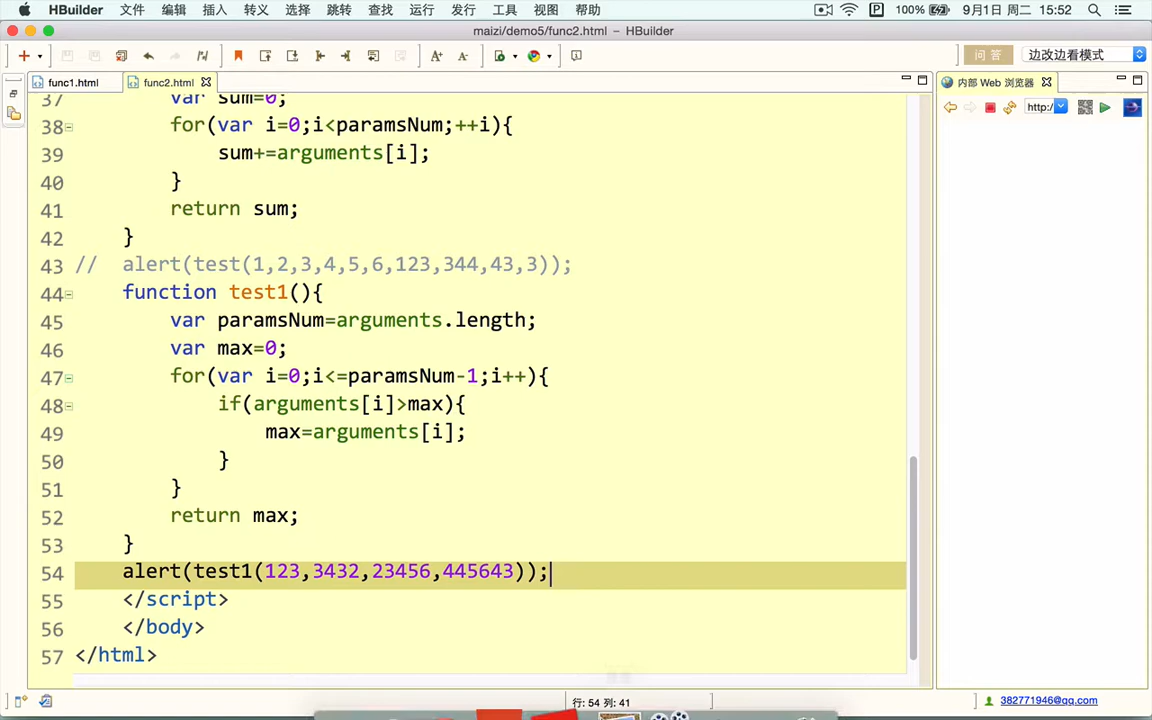 HBuilder 文件 编辑 插入 转义 选择 跳转 查找 运行 发行 工具 视图 帮助 100% 9月1日 周二 15:52
maizi/demo5/func2.html – HBuilder
问 答 边改边看模式
func1.html func2.html 内部 Web 浏览器
http:/
37 var sum=0;
38 for(var i=0;i<paramsNum;++i){
39 sum+=arguments[i];
40 }
41 return sum;
42 }
43 // alert(test(1,2,3,4,5,6,123,344,43,3));
44 function test1(){
45 var paramsNum=arguments.length;
46 var max=0;
47 for(var i=0;i<=paramsNum-1;i++){
48 if(arguments[i]>max){
49 max=arguments[i];
50 }
51 }
52 return max;
53 }
54 alert(test1(123,3432,23456,445643));
55 </script>
56 </body>
57 </html>
行: 54 列: 41 382771946@qq.com